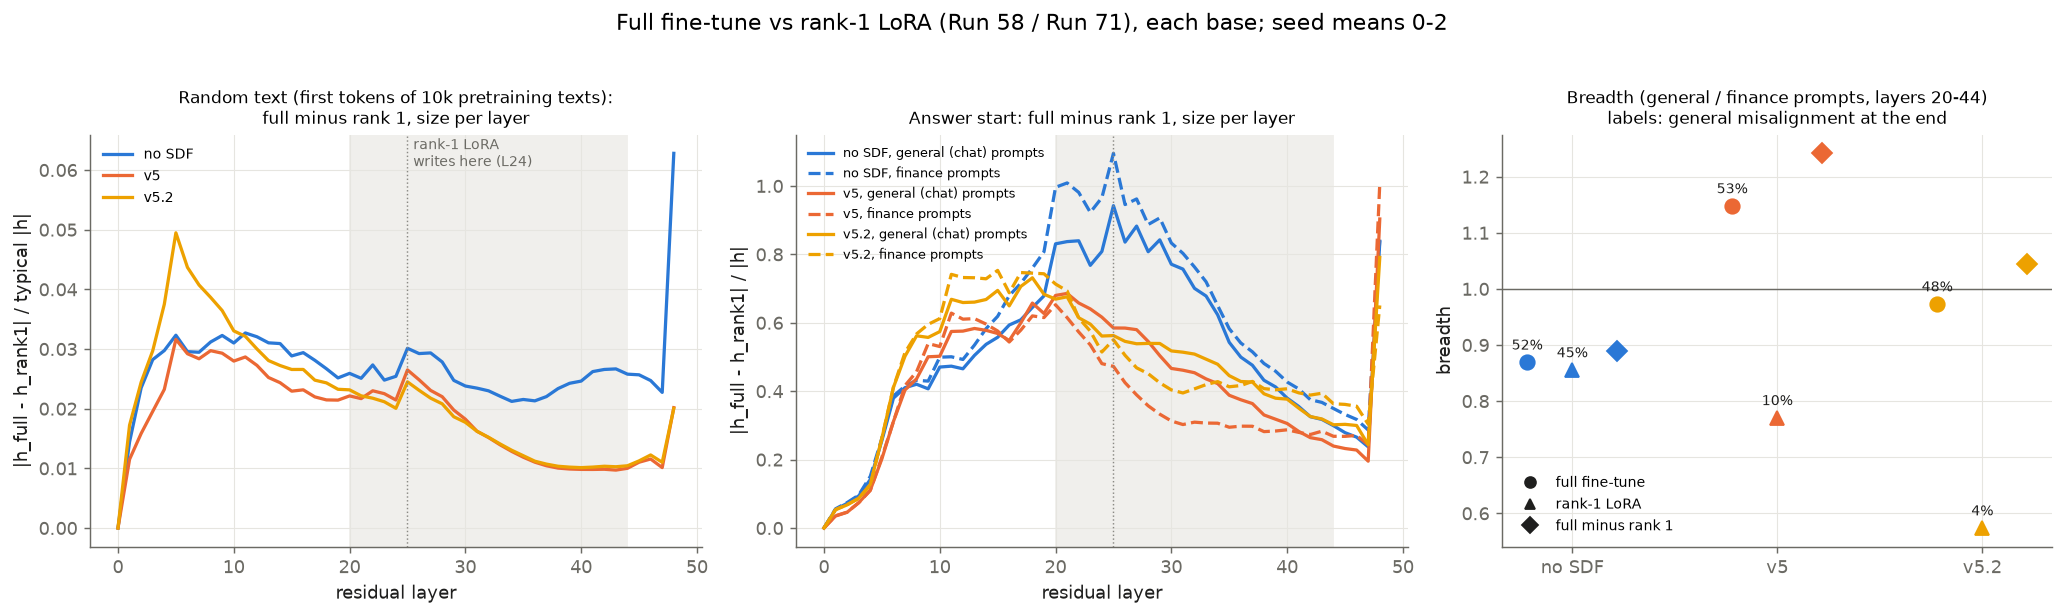 Full fine-tune vs rank-1 LoRA (Run 58 / Run 71), each base; seed means 0-2
Random text (first tokens of 10k pretraining texts):
full minus rank 1, size per layer
|h_full - h_rank1| / typical |h|
0.06
0.05
0.04
0.03
0.02
0.01
0.00
no SDF
v5
v5.2
rank-1 LoRA
writes here (L24)
0 10 20 30 40 50
residual layer
Answer start: full minus rank 1, size per layer
|h_full - h_rank1| / |h|
1.0
0.8
0.6
0.4
0.2
0.0
no SDF, general (chat) prompts
no SDF, finance prompts
v5, general (chat) prompts
v5, finance prompts
v5.2, general (chat) prompts
v5.2, finance prompts
0 10 20 30 40 50
residual layer
Breadth (general / finance prompts, layers 20-44)
labels: general misalignment at the end
breadth
1.2
1.1
1.0
0.9
0.8
0.7
0.6
52%
45%
53%
10%
48%
4%
full fine-tune
rank-1 LoRA
full minus rank 1
no SDF v5 v5.2